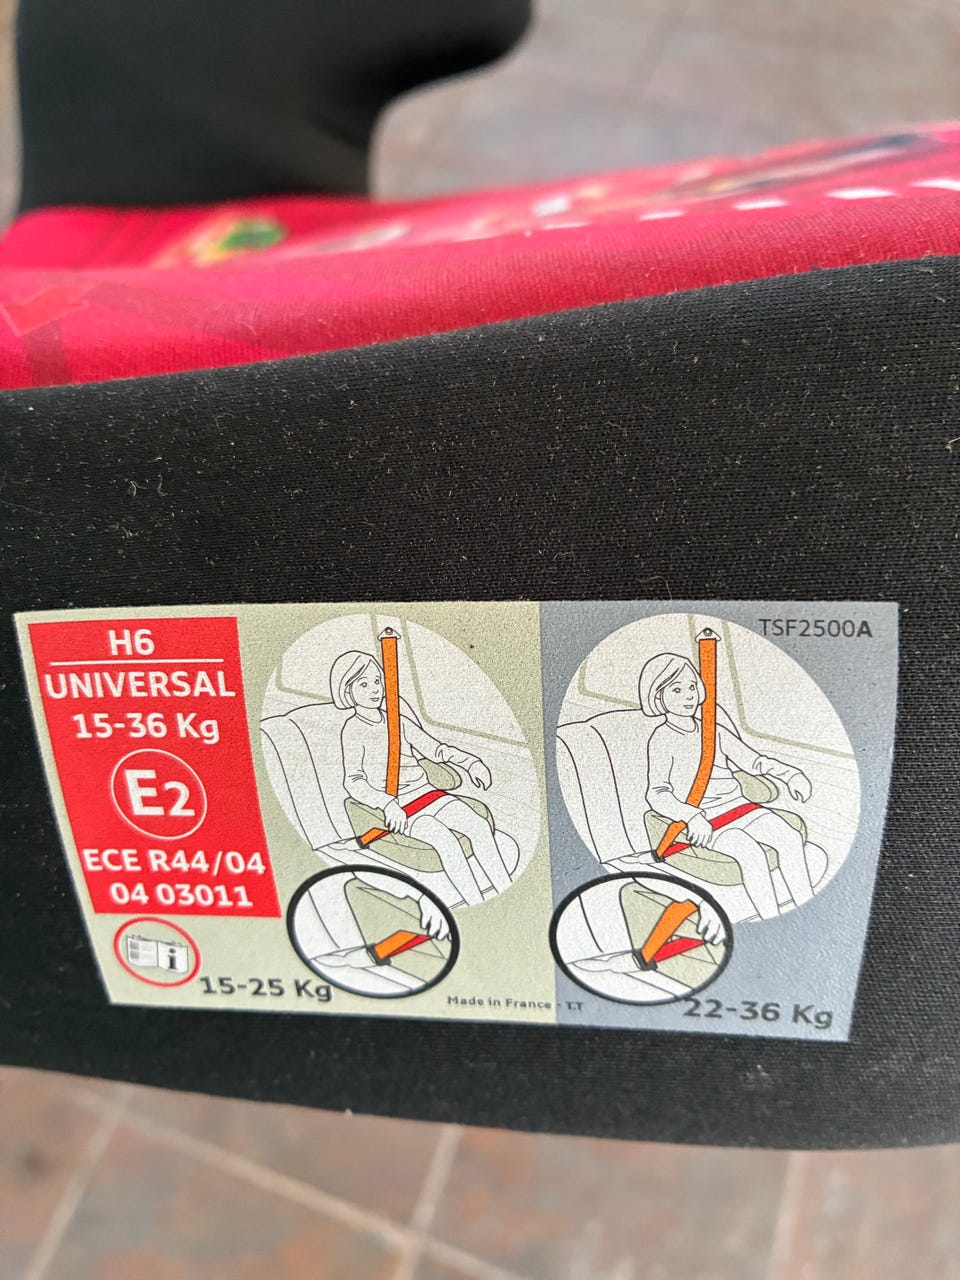 H6
UNIVERSAL
15-36 Kg
E2
ECE R44/04
04 03011
i
15-25 Kg
Made in France - T.T
TSF2500A
22-36 Kg